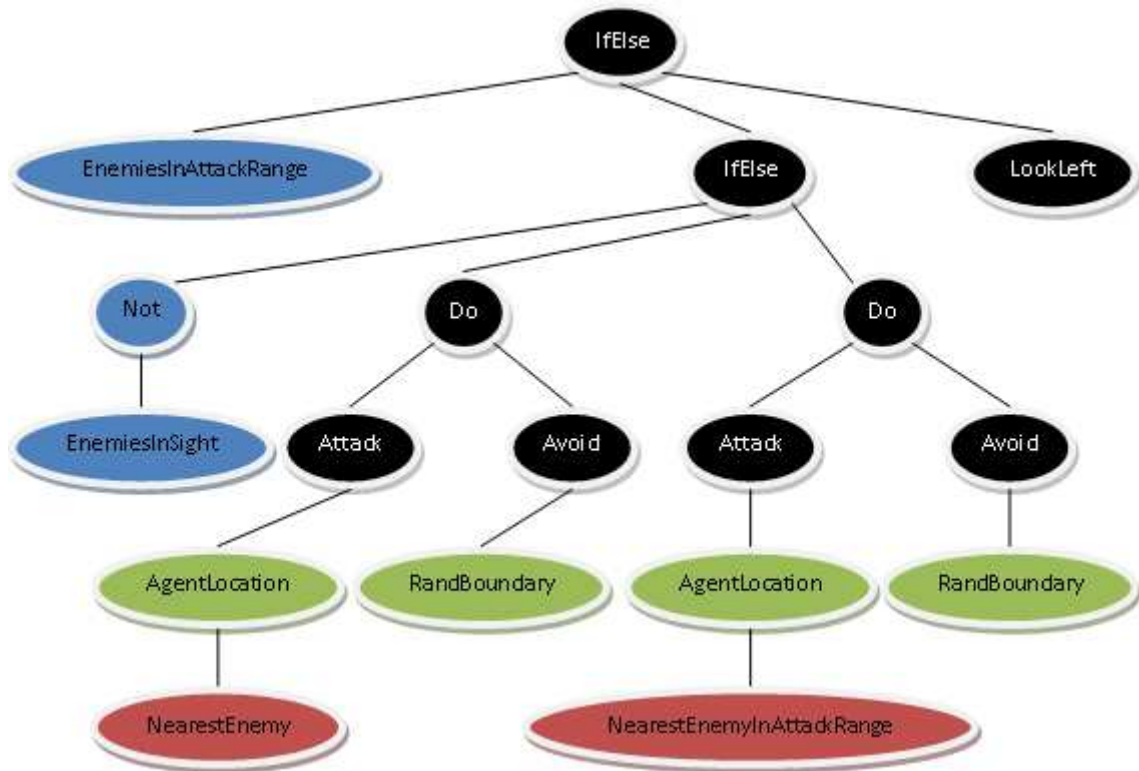 IfElse
EnemiesInAttackRange
IfElse
LookLeft
Not
Do
Do
EnemiesInSight
Attack
Avoid
Attack
Avoid
AgentLocation
RandBoundary
AgentLocation
RandBoundary
NearestEnemy
NearestEnemyInAttackRange